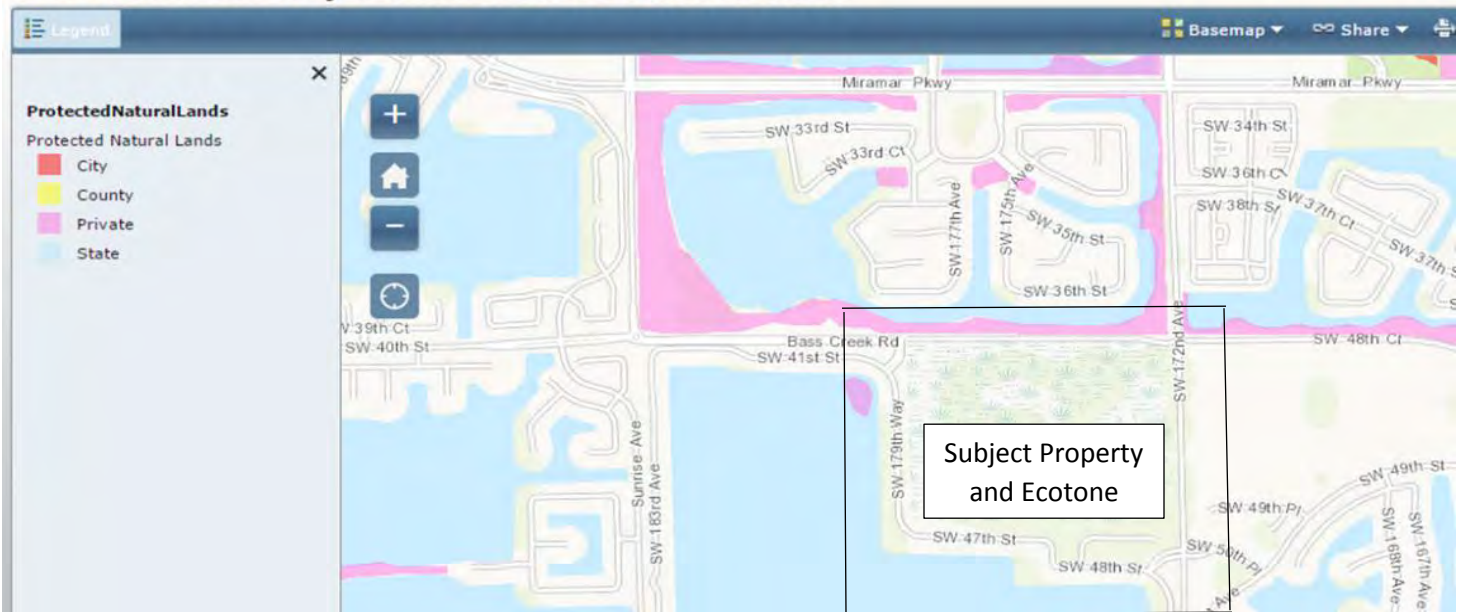 Legend
Basemap
Share
ProtectedNaturalLands
Protected Natural Lands
City
County
Private
State
Miramar Pkwy
Miramar Pkwy
SW 33rd St
SW 33rd Ct
SW 34th St
SW 36th Ct
SW 38th St
SW 37th Ct
SW 37th
SW 177th Ave
SW 175th Ave
SW 35th St
SW 36th St
39th Ct
SW 40th St
Bass Creek Rd
SW 41st St
SW 172nd Ave
SW 48th Ct
Sunrise Ave
SW 183rd Ave
SW 179th Way
Subject Property
and Ecotone
SW 49th St
SW 49th Pl
SW 47th St
SW 48th St
SW 50th Pl
SW 168th Ave
SW 167th Ave
t Ave